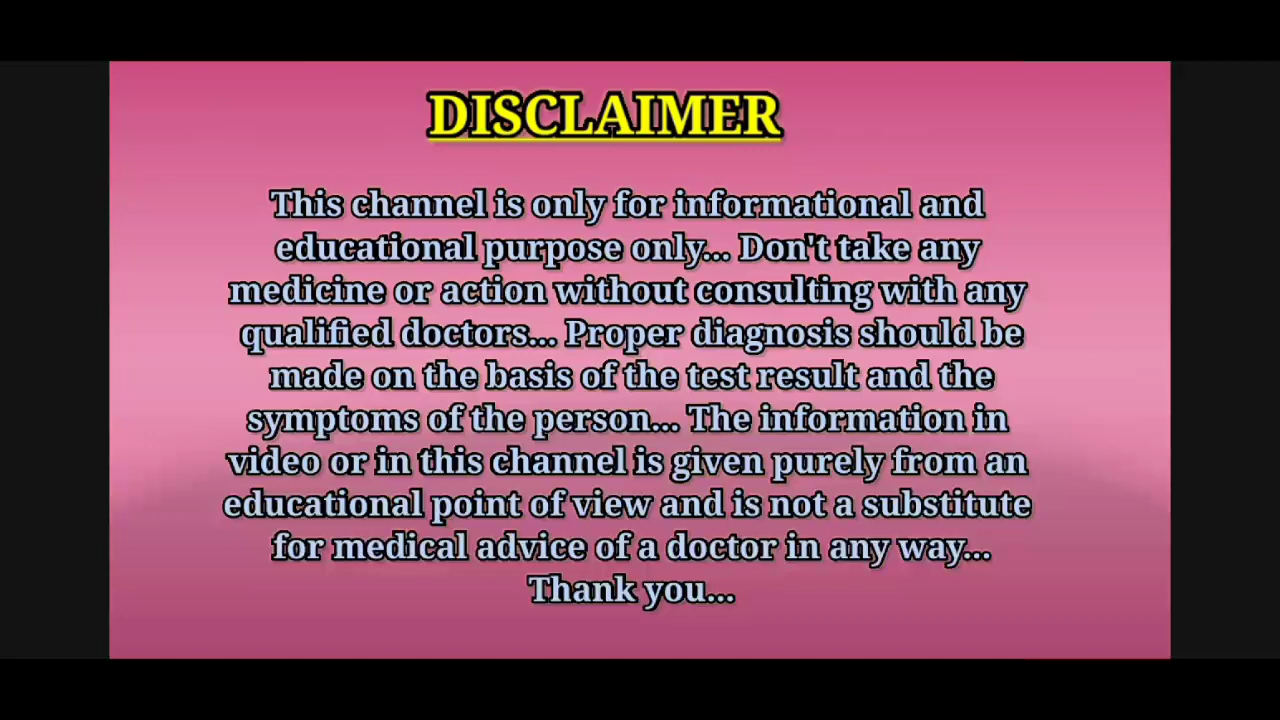 DISCLAIMER
This channel is only for informational and
educational purpose only... Don't take any
medicine or action without consulting with any
qualified doctors... Proper diagnosis should be
made on the basis of the test result and the
symptoms of the person... The information in
video or in this channel is given purely from an
educational point of view and is not a substitute
for medical advice of a doctor in any way...
Thank you...